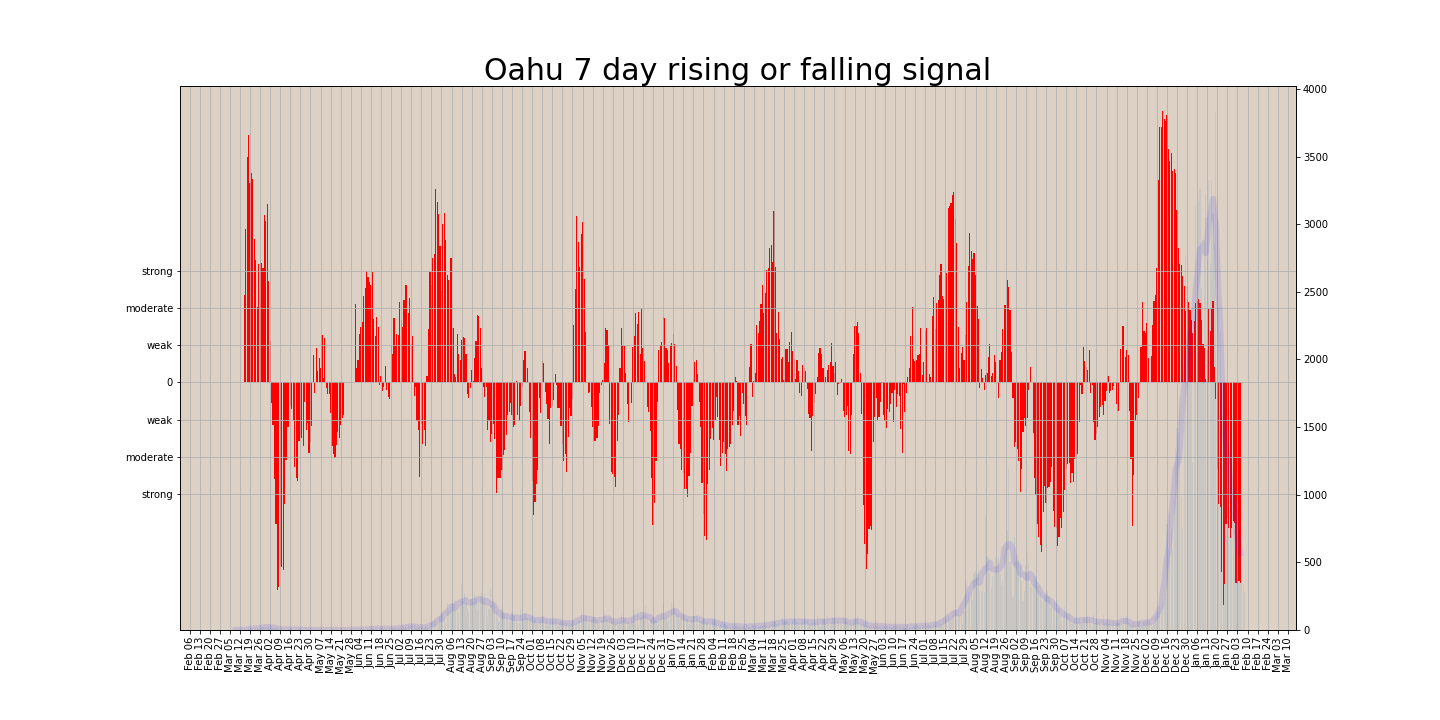 Oahu 7 day rising or falling signal
strong
moderate
weak
0
weak
moderate
strong
4000
3500
3000
2500
2000
1500
1000
500
0
Feb 06
Feb 13
Feb 20
Feb 27
Mar 05
Mar 12
Mar 19
Mar 26
Apr 02
Apr 09
Apr 16
Apr 23
Apr 30
May 07
May 14
May 21
May 28
Jun 04
Jun 11
Jun 18
Jun 25
Jul 02
Jul 09
Jul 16
Jul 23
Jul 30
Aug 06
Aug 13
Aug 20
Aug 27
Sep 03
Sep 10
Sep 17
Sep 24
Oct 01
Oct 08
Oct 15
Oct 22
Oct 29
Nov 05
Nov 12
Nov 19
Nov 26
Dec 03
Dec 10
Dec 17
Dec 24
Dec 31
Jan 07
Jan 14
Jan 21
Jan 28
Feb 04
Feb 11
Feb 18
Feb 25
Mar 04
Mar 11
Mar 18
Mar 25
Apr 01
Apr 08
Apr 15
Apr 22
Apr 29
May 06
May 13
May 20
May 27
Jun 03
Jun 10
Jun 17
Jun 24
Jul 01
Jul 08
Jul 15
Jul 22
Jul 29
Aug 05
Aug 12
Aug 19
Aug 26
Sep 02
Sep 09
Sep 16
Sep 23
Sep 30
Oct 07
Oct 14
Oct 21
Oct 28
Nov 04
Nov 11
Nov 18
Nov 25
Dec 02
Dec 09
Dec 16
Dec 23
Dec 30
Jan 06
Jan 13
Jan 20
Jan 27
Feb 03
Feb 10
Feb 17
Feb 24
Mar 03
Mar 10